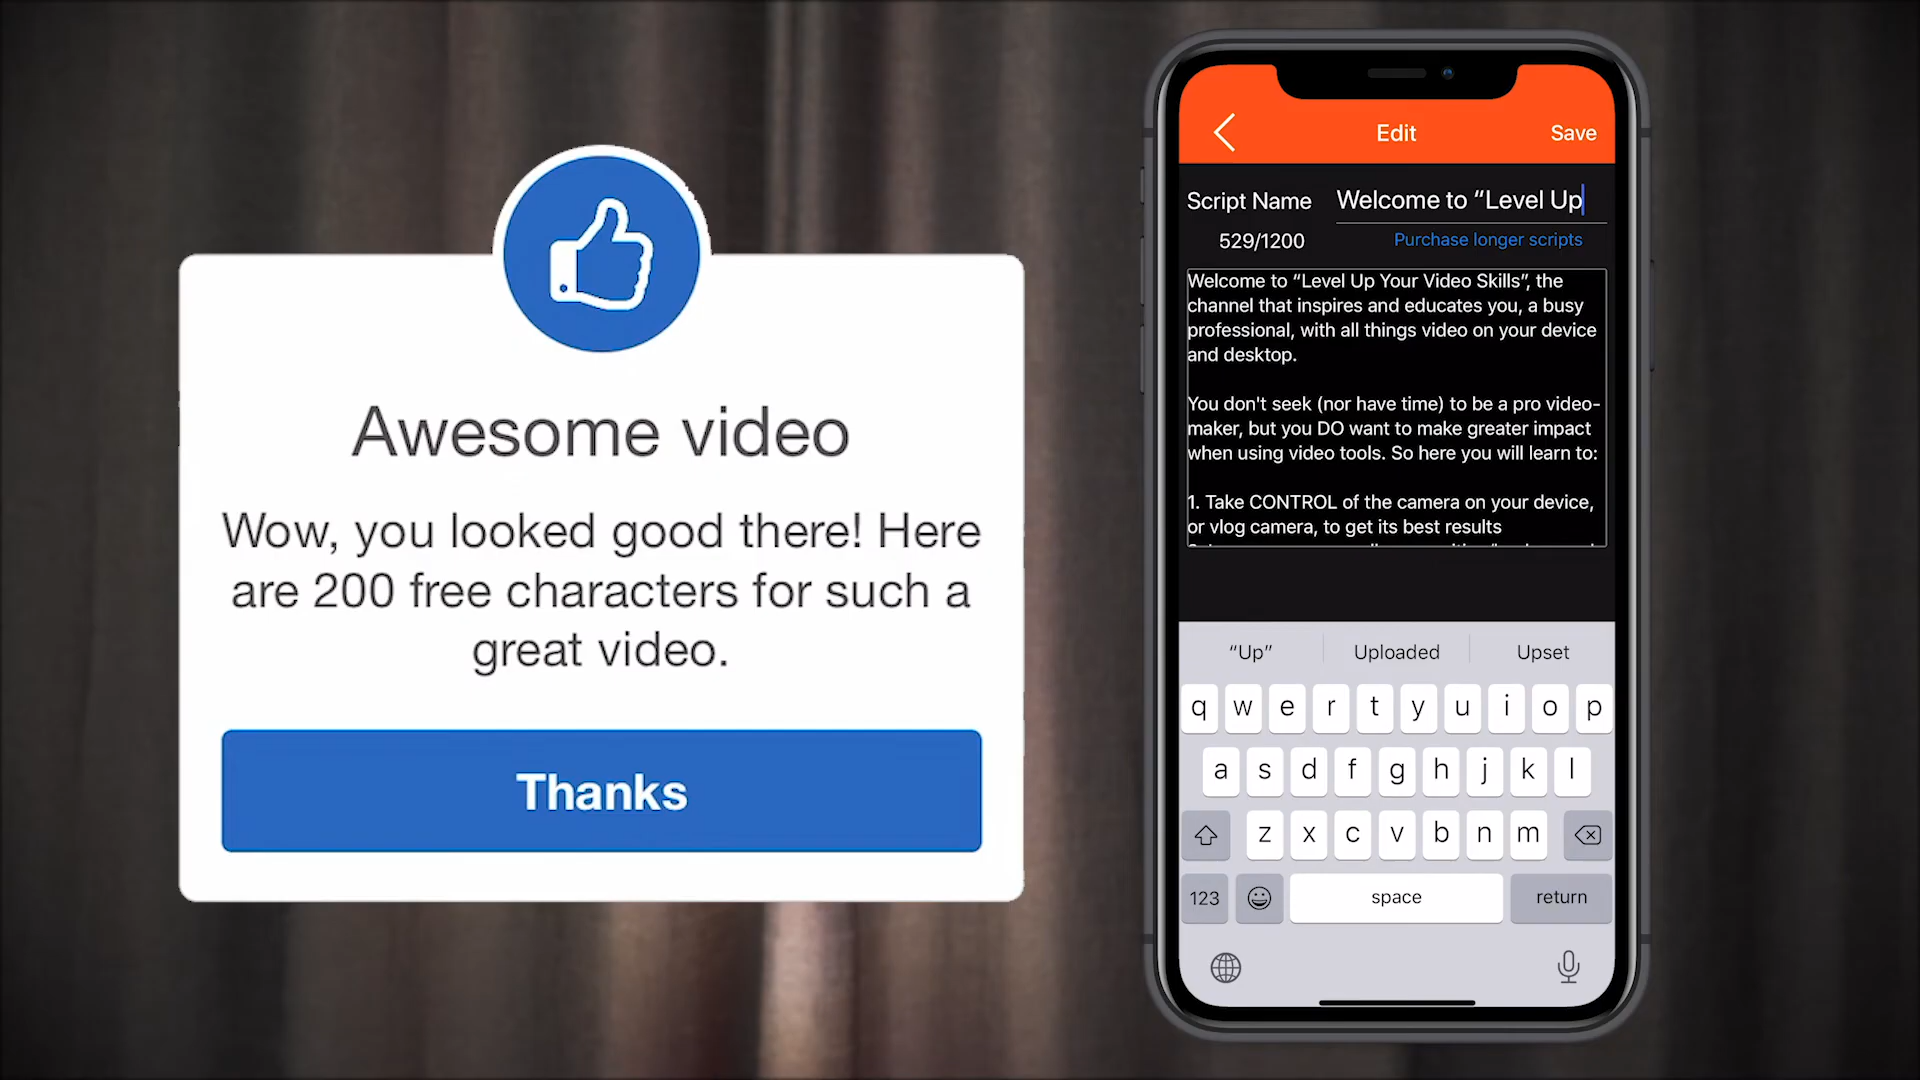 Awesome video
Wow, you looked good there! Here
are 200 free characters for such a
great video.
Thanks
Edit
Save
Script Name
Welcome to “Level Up
529/1200
Purchase longer scripts
Welcome to “Level Up Your Video Skills”, the
channel that inspires and educates you, a busy
professional, with all things video on your device
and desktop.
You don't seek (nor have time) to be a pro video-
maker, but you DO want to make greater impact
when using video tools. So here you will learn to:
1. Take CONTROL of the camera on your device,
or vlog camera, to get its best results
“Up”
Uploaded
Upset
q w e r t y u i o p
a s d f g h j k l
z x c v b n m
123
space
return